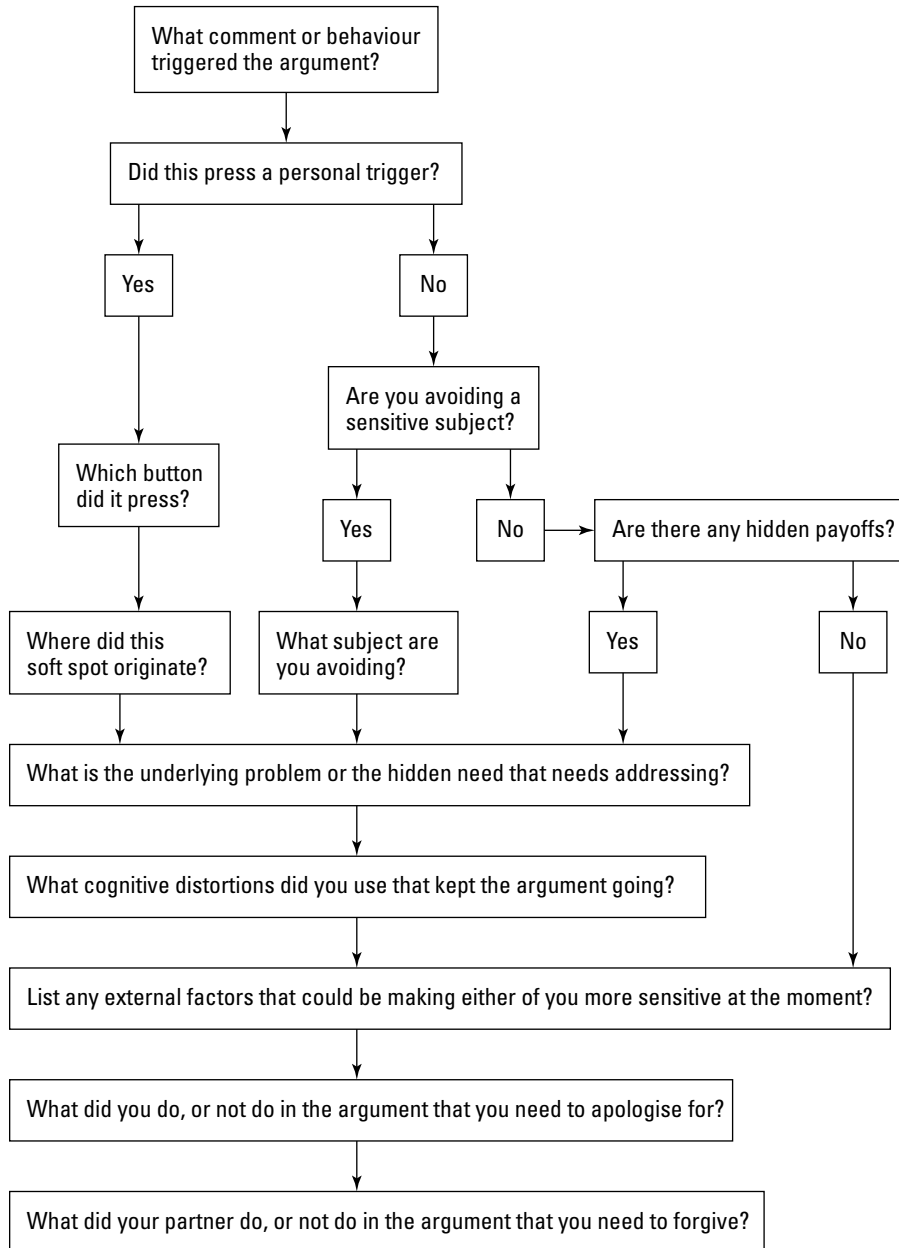 What comment or behaviour
triggered the argument?
Did this press a personal trigger?
Yes
No
Are you avoiding a
sensitive subject?
Which button
did it press?
Yes
No
Are there any hidden payoffs?
Where did this
soft spot originate?
What subject are
you avoiding?
Yes
No
What is the underlying problem or the hidden need that needs addressing?
What cognitive distortions did you use that kept the argument going?
List any external factors that could be making either of you more sensitive at the moment?
What did you do, or not do in the argument that you need to apologise for?
What did your partner do, or not do in the argument that you need to forgive?